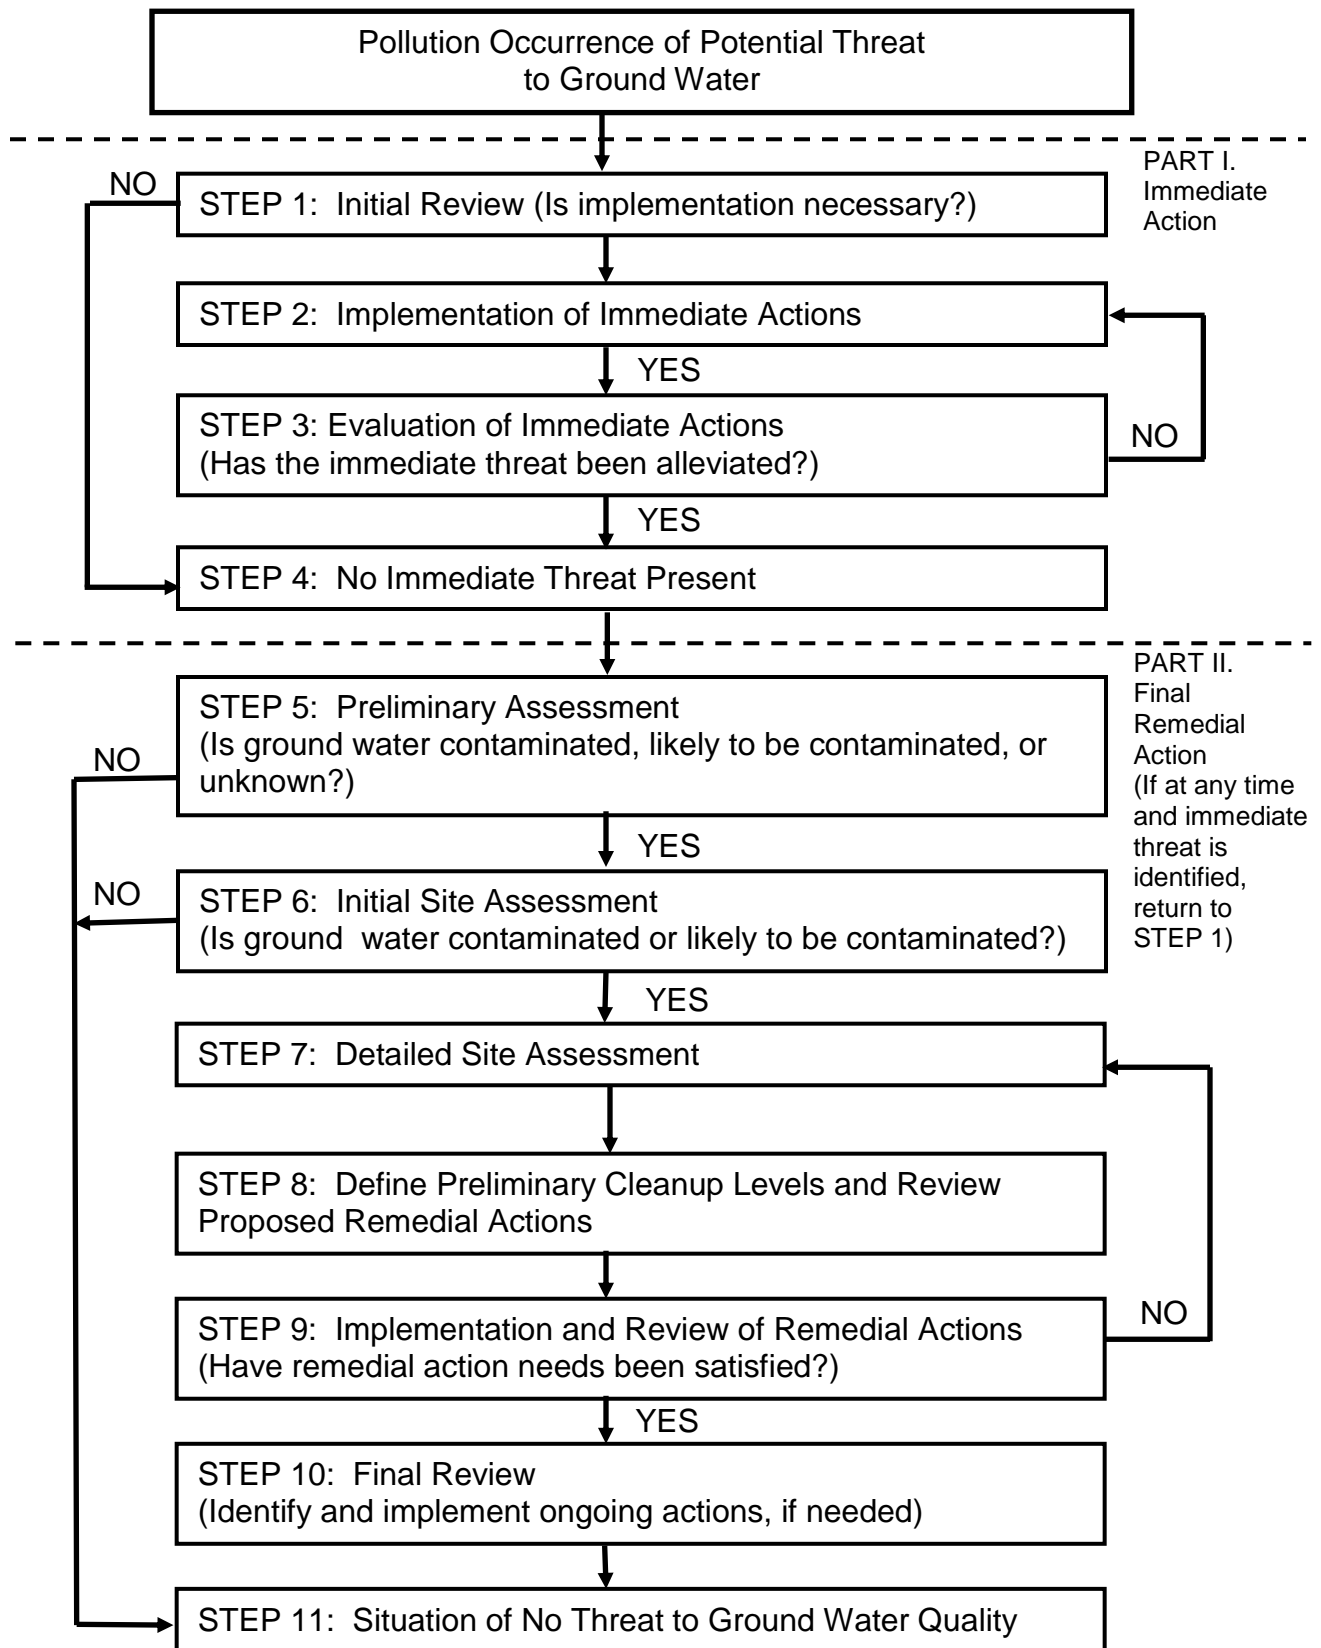 Pollution Occurrence of Potential Threat
to Ground Water
PART I.
Immediate
Action
NO
STEP 1:  Initial Review (Is implementation necessary?)
STEP 2:  Implementation of Immediate Actions
YES
STEP 3: Evaluation of Immediate Actions
(Has the immediate threat been alleviated?)
NO
YES
STEP 4:  No Immediate Threat Present
PART II.
Final
Remedial
Action
(If at any time
and immediate
threat is
identified,
return to
STEP 1)
STEP 5:  Preliminary Assessment
(Is ground water contaminated, likely to be contaminated, or
unknown?)
NO
YES
NO
STEP 6:  Initial Site Assessment
(Is ground  water contaminated or likely to be contaminated?)
YES
STEP 7:  Detailed Site Assessment
STEP 8:  Define Preliminary Cleanup Levels and Review
Proposed Remedial Actions
STEP 9:  Implementation and Review of Remedial Actions
(Have remedial action needs been satisfied?)
NO
YES
STEP 10:  Final Review
(Identify and implement ongoing actions, if needed)
STEP 11:  Situation of No Threat to Ground Water Quality